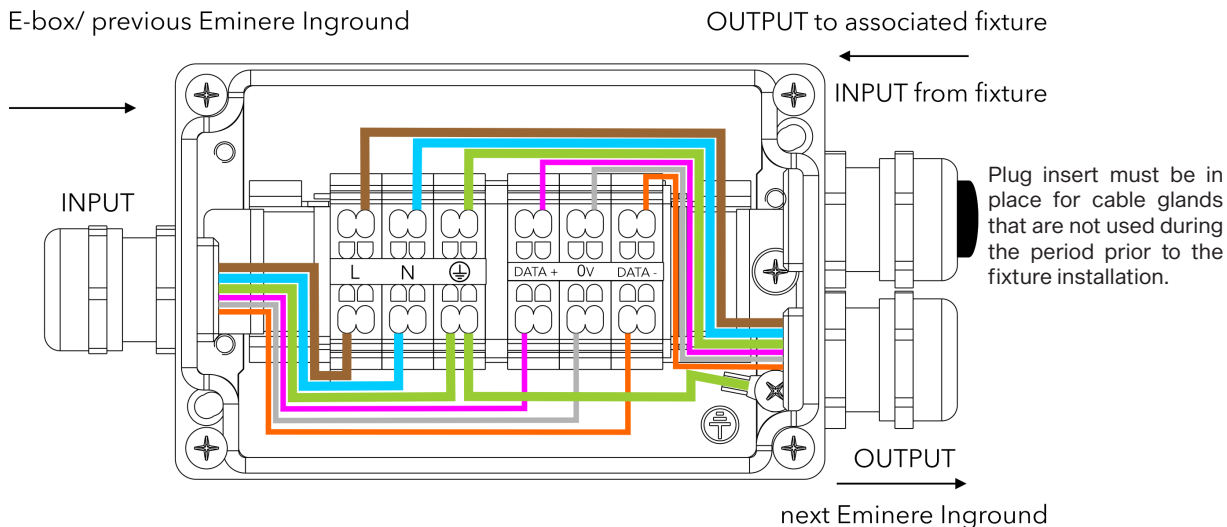 E-box/ previous Eminere Inground
OUTPUT to associated fixture
INPUT from fixture
INPUT
Plug insert must be in
place for cable glands
that are not used during
the period prior to the
fixture installation.
L N DATA + 0V DATA -
OUTPUT
next Eminere Inground